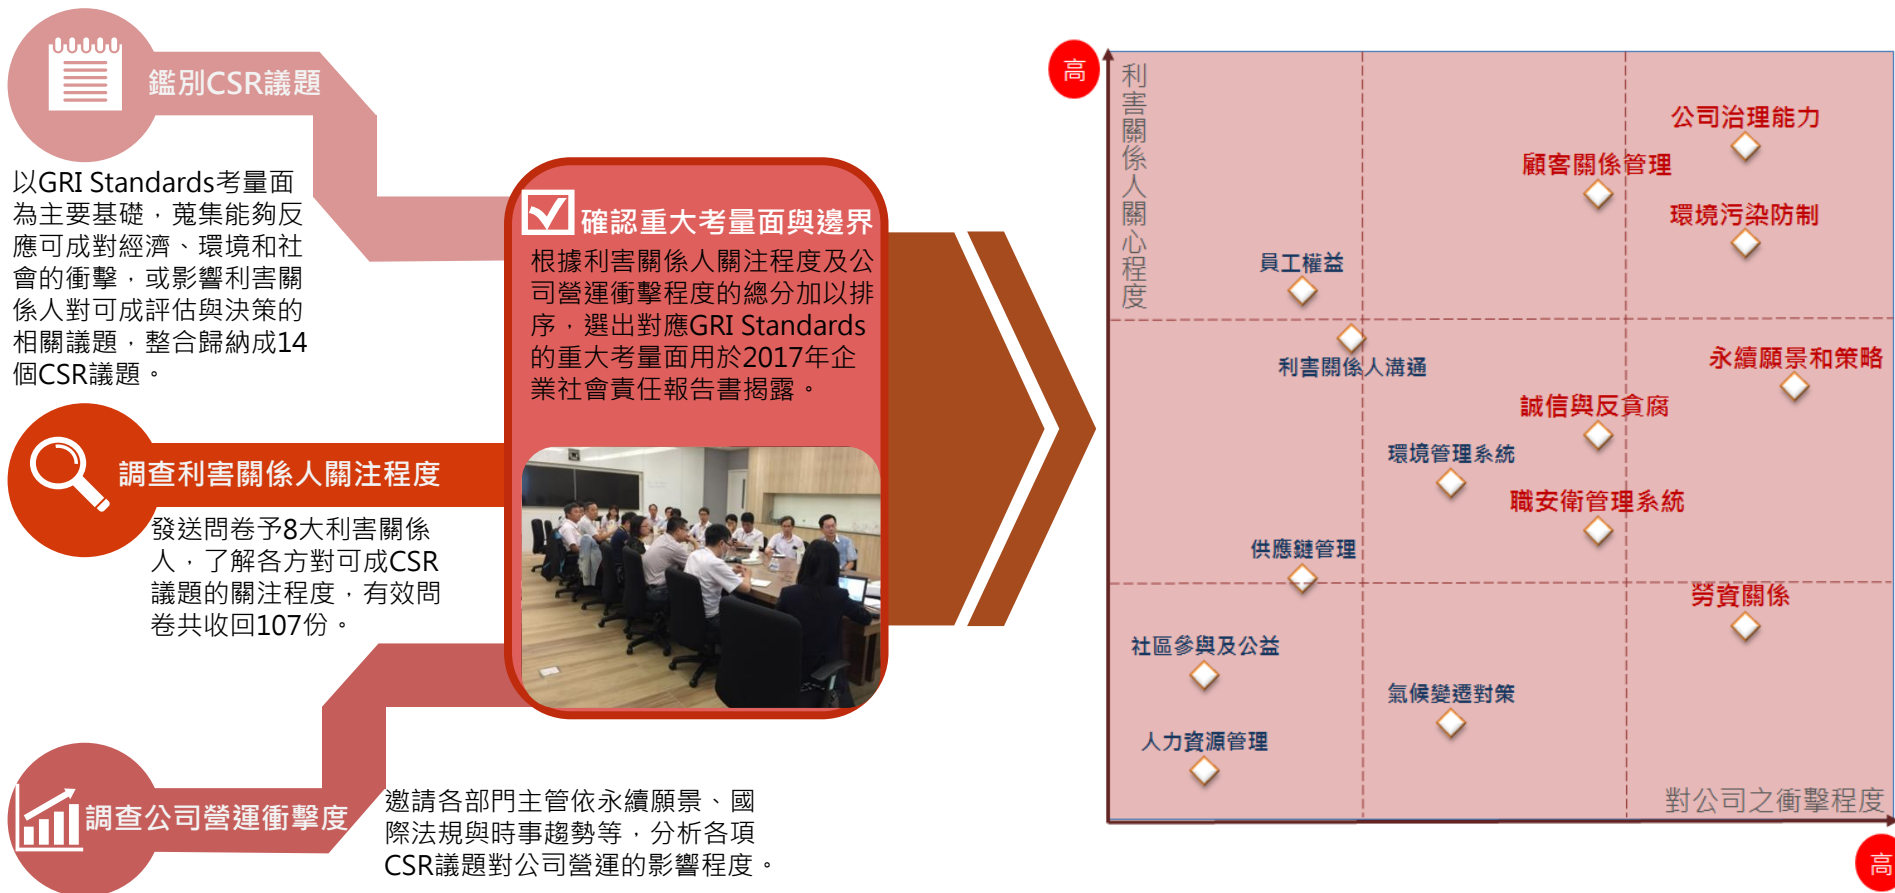 鑑別CSR議題
以GRI Standards考量面
為主要基礎，蒐集能夠反
應可成對經濟、環境和社
會的衝擊，或影響利害關
係人對可成評估與決策的
相關議題，整合歸納成14
個CSR議題。
調查利害關係人關注程度
發送問卷予8大利害關係
人，了解各方對可成CSR
議題的關注程度，有效問
卷共收回107份。
調查公司營運衝擊度
邀請各部門主管依永續願景、國
際法規與時事趨勢等，分析各項
CSR議題對公司營運的影響程度。
確認重大考量面與邊界
根據利害關係人關注程度及公
司營運衝擊程度的總分加以排
序，選出對應GRI Standards
的重大考量面用於2017年企
業社會責任報告書揭露。
高
利害關係人關心程度
公司治理能力
顧客關係管理
環境污染防制
員工權益
利害關係人溝通
永續願景和策略
誠信與反貪腐
環境管理系統
職安衛管理系統
供應鏈管理
勞資關係
社區參與及公益
氣候變遷對策
人力資源管理
對公司之衝擊程度
高